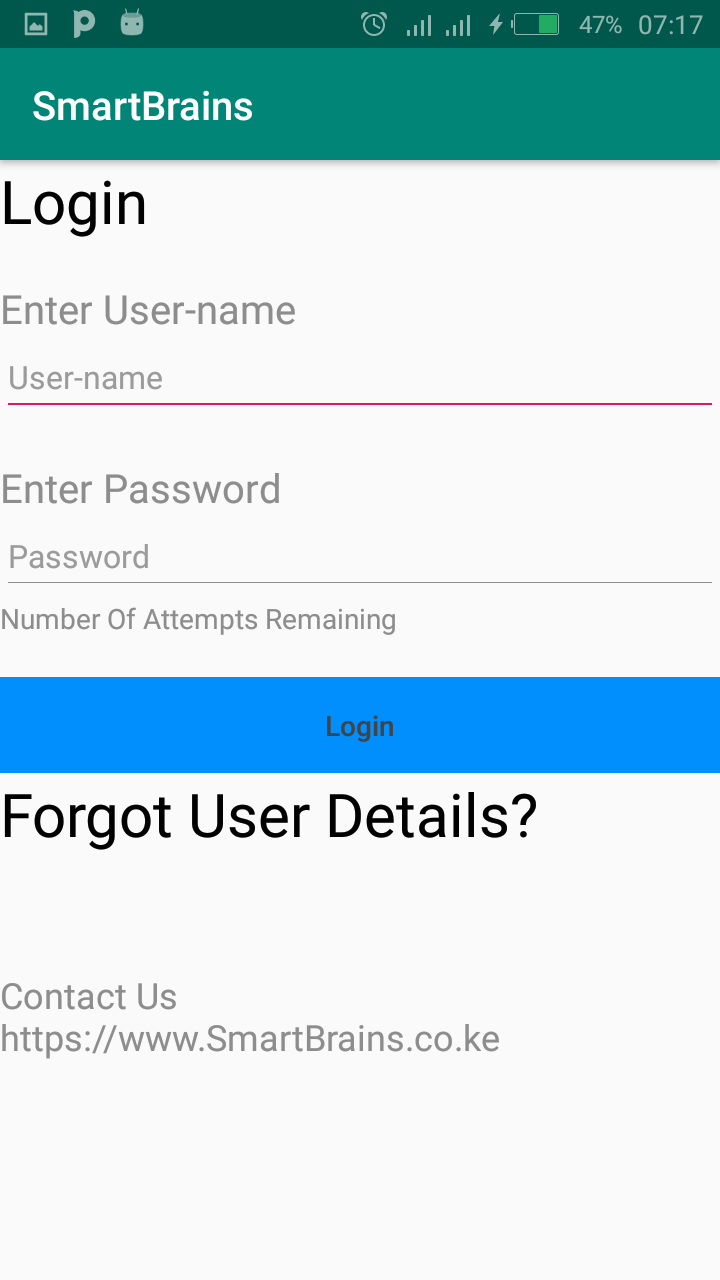 47% 07:17
SmartBrains
Login
Enter User-name
User-name
Enter Password
Password
Number Of Attempts Remaining
Login
Forgot User Details?
Contact Us
https://www.SmartBrains.co.ke